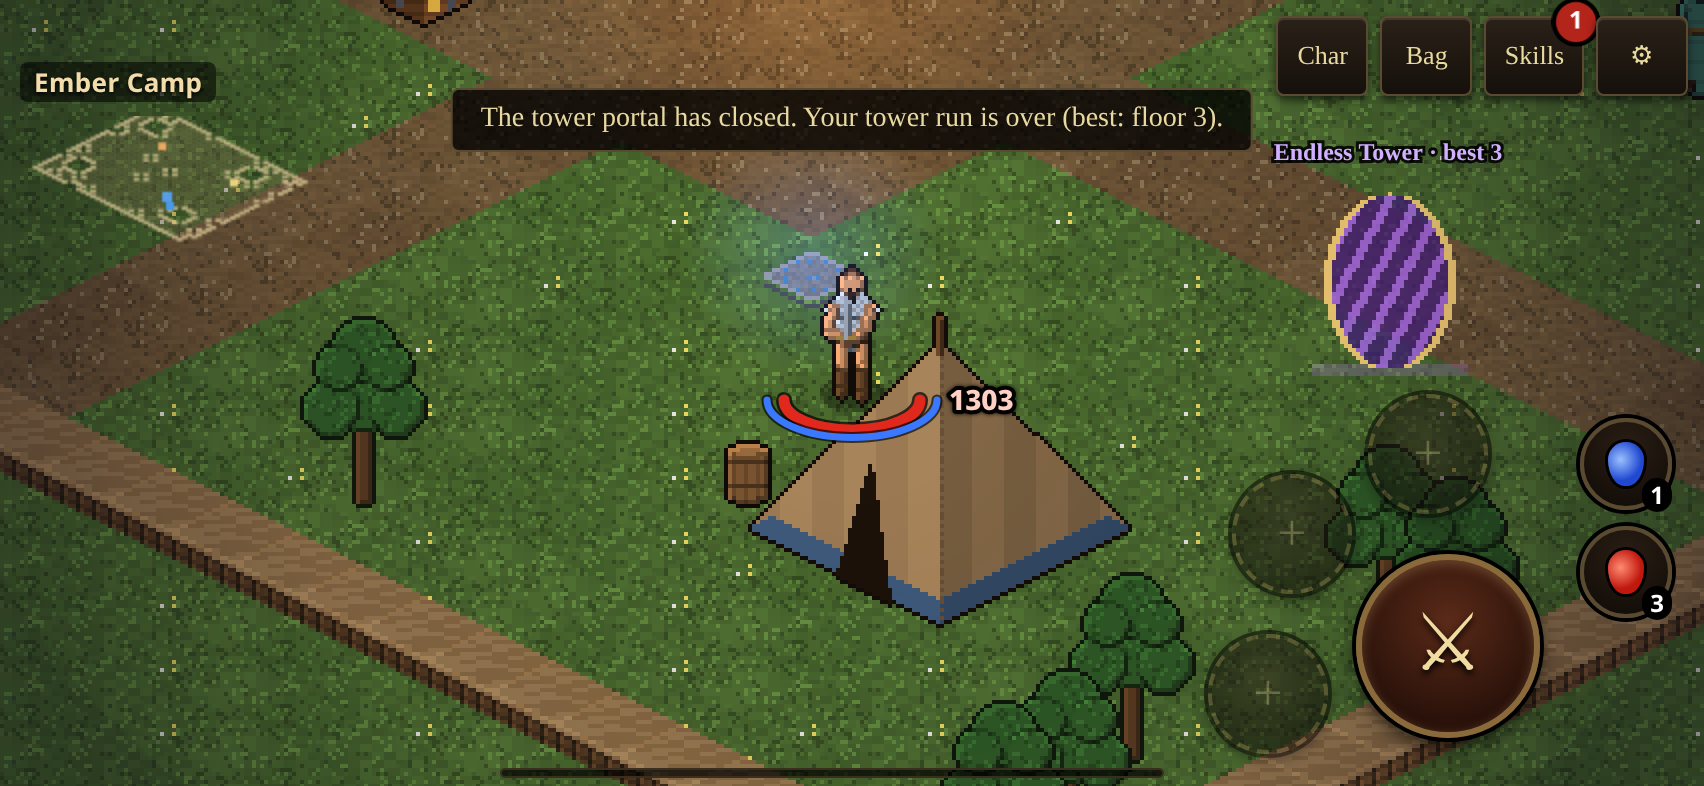 Char
Bag
Skills
1
⚙
Ember Camp
The tower portal has closed. Your tower run is over (best: floor 3).
Endless Tower · best 3
1303
1
3